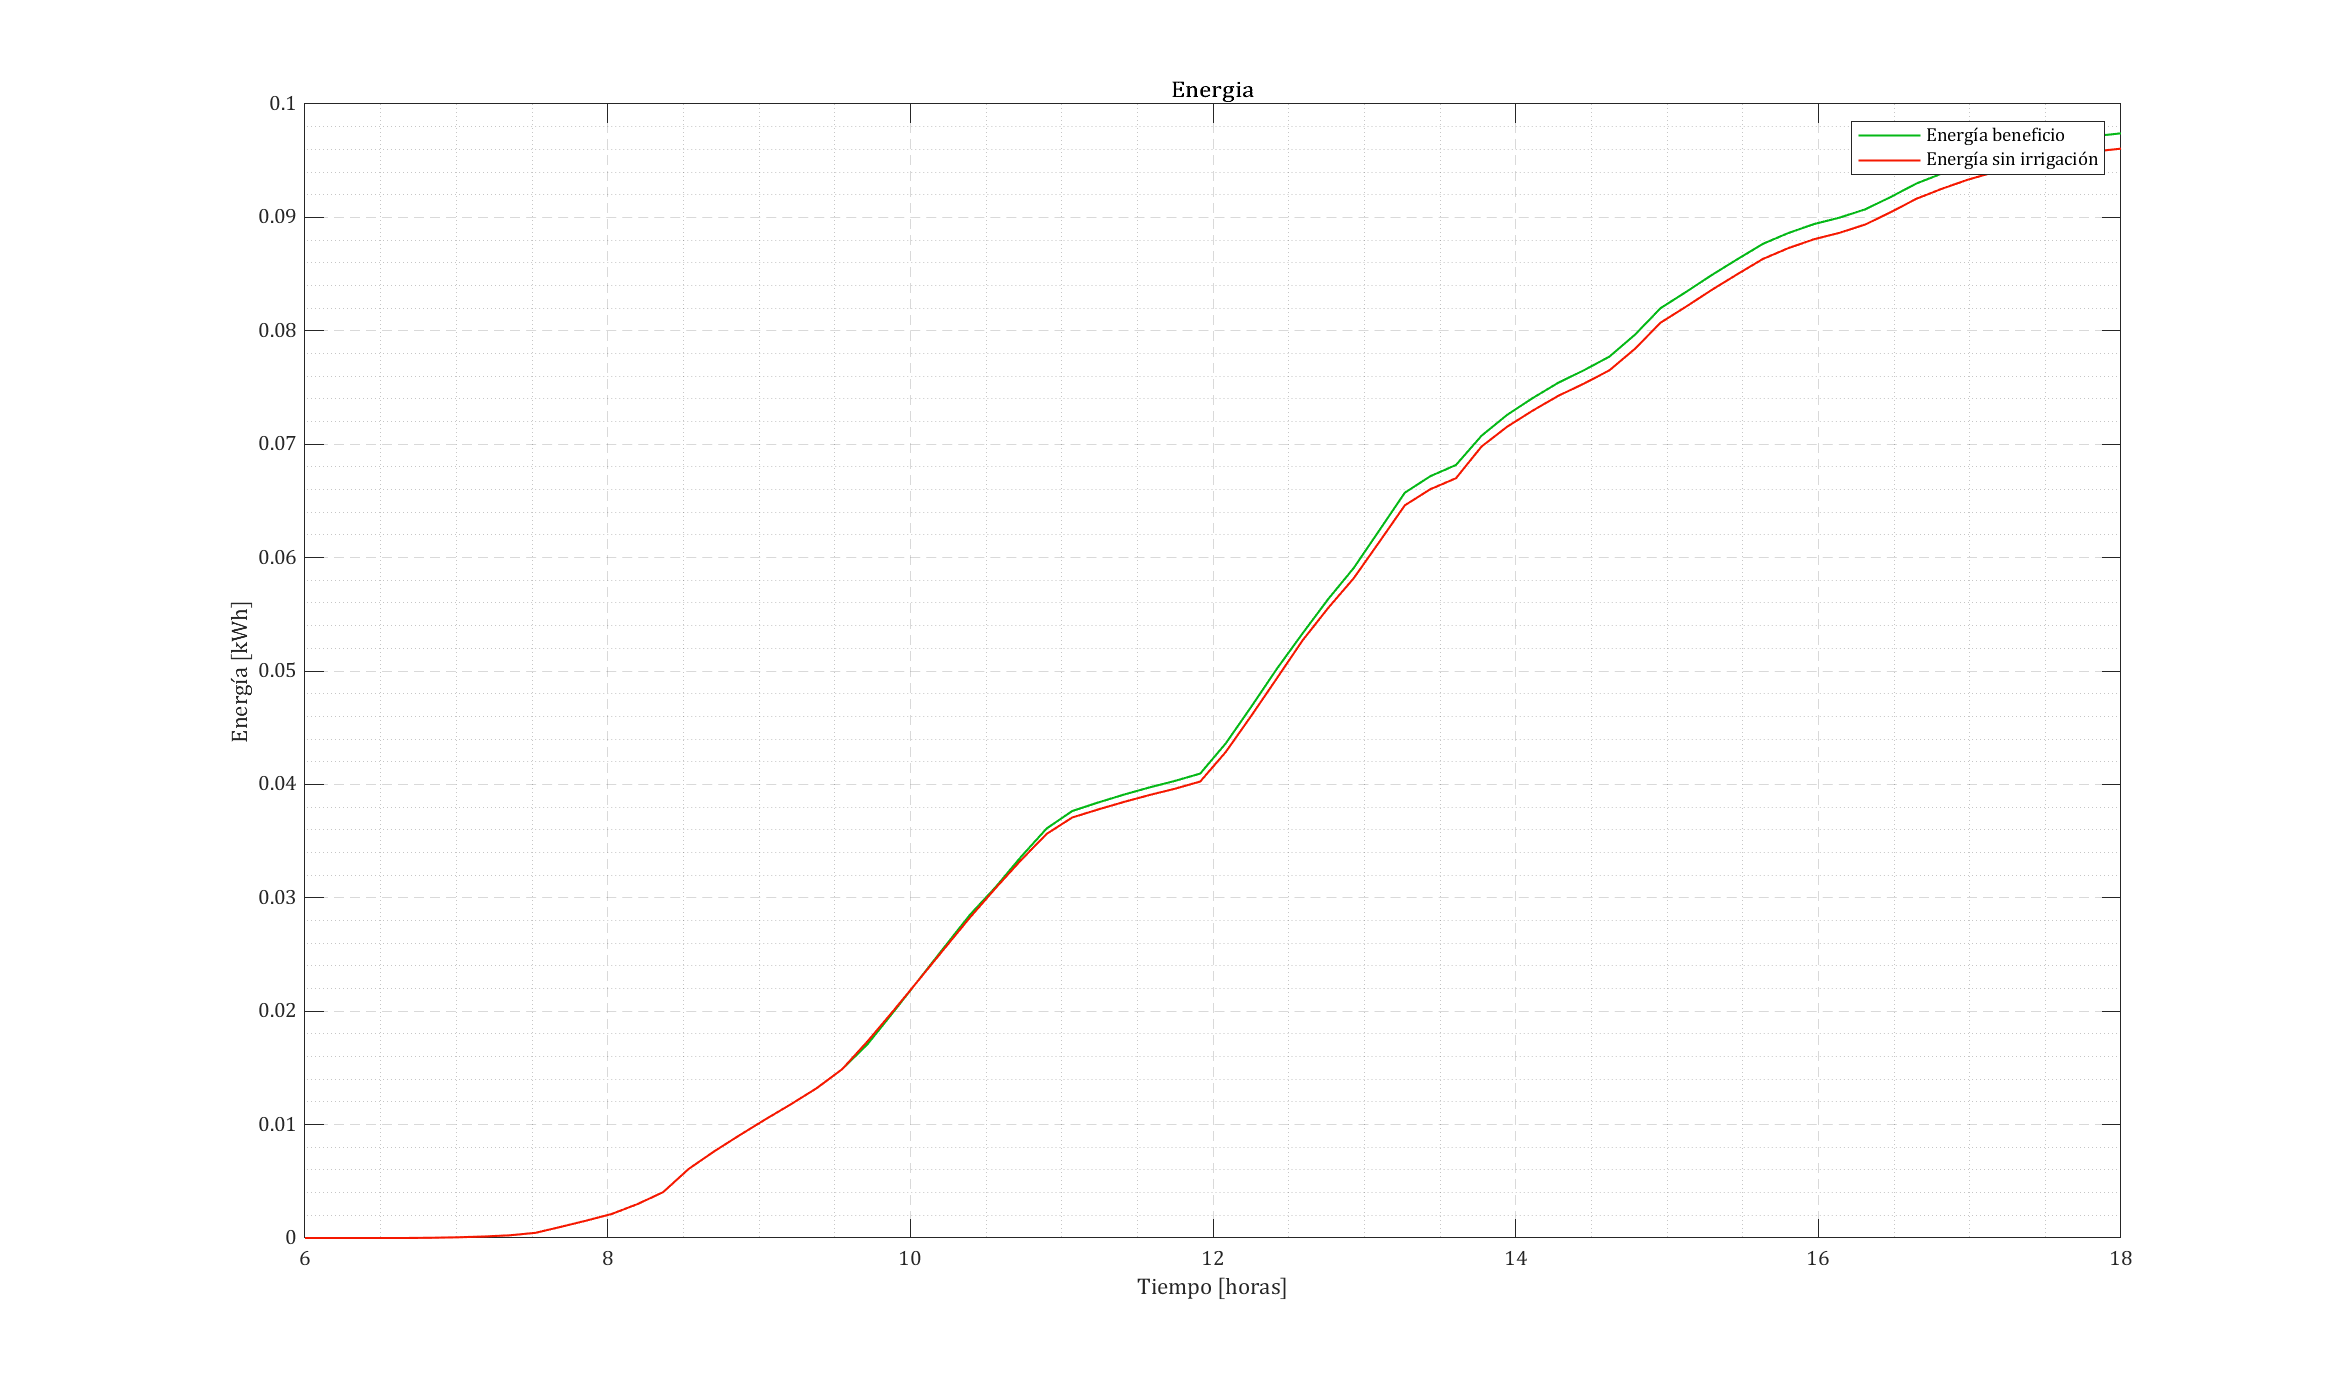 Energia
0.1
0.09
0.08
0.07
0.06
0.05
0.04
0.03
0.02
0.01
0
Energía [kWh]
Energía beneficio
Energía sin irrigación
6 8 10 12 14 16 18
Tiempo [horas]